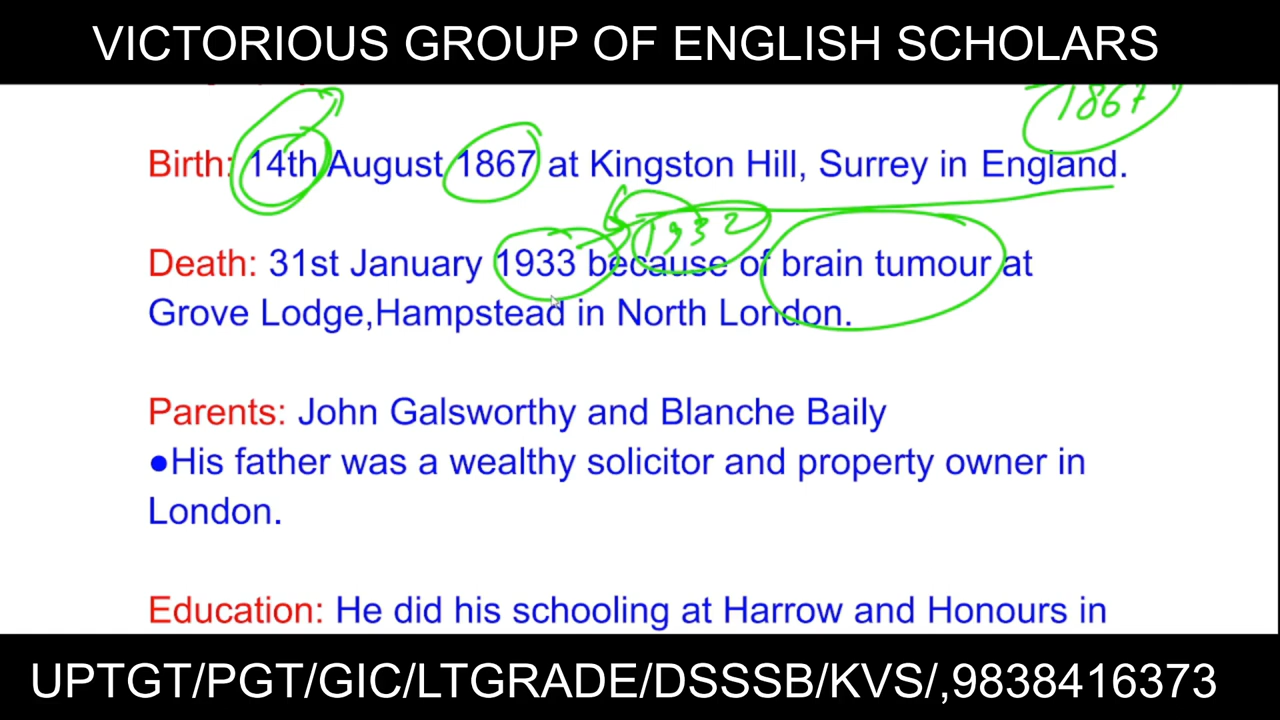 VICTORIOUS GROUP OF ENGLISH SCHOLARS
1867
Birth: 14th August 1867 at Kingston Hill, Surrey in England.
1932
Death: 31st January 1933 because of brain tumour at
Grove Lodge,Hampstead in North London.
Parents: John Galsworthy and Blanche Baily
●His father was a wealthy solicitor and property owner in
London.
Education: He did his schooling at Harrow and Honours in
UPTGT/PGT/GIC/LTGRADE/DSSSB/KVS/,9838416373